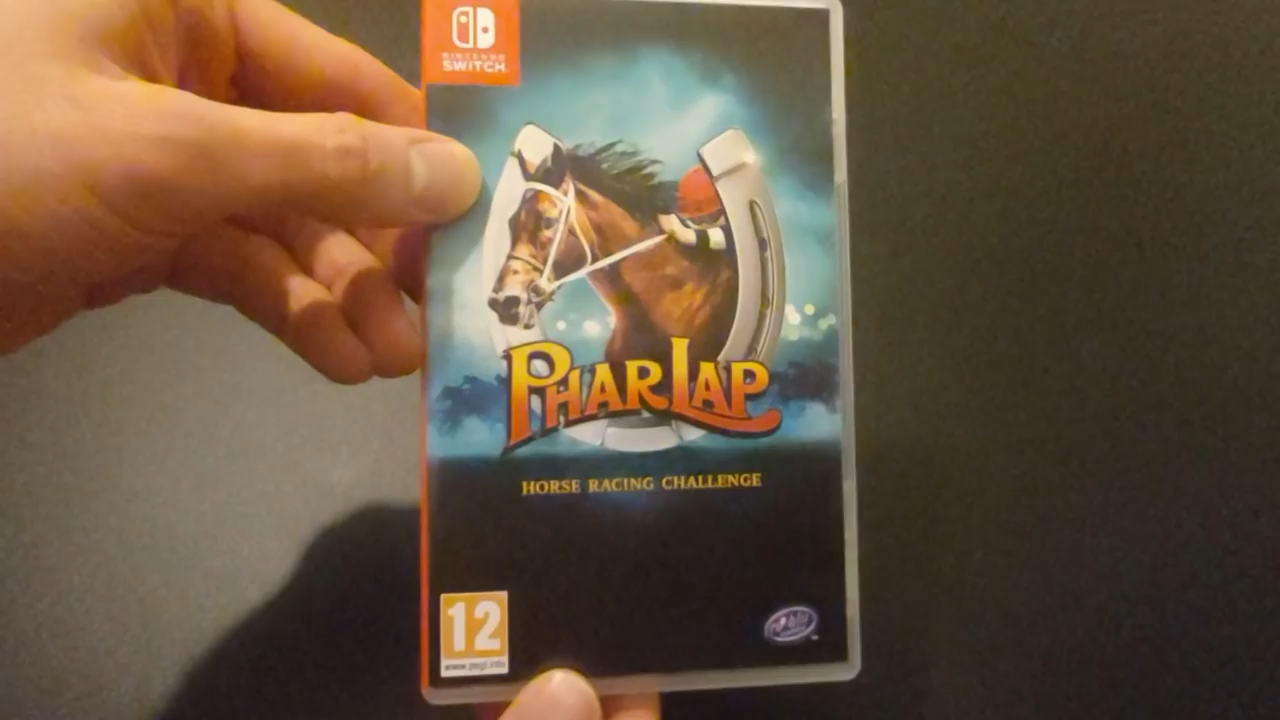 NINTENDO
SWITCH
PHAR LAP
HORSE RACING CHALLENGE
12
www.pegi.info